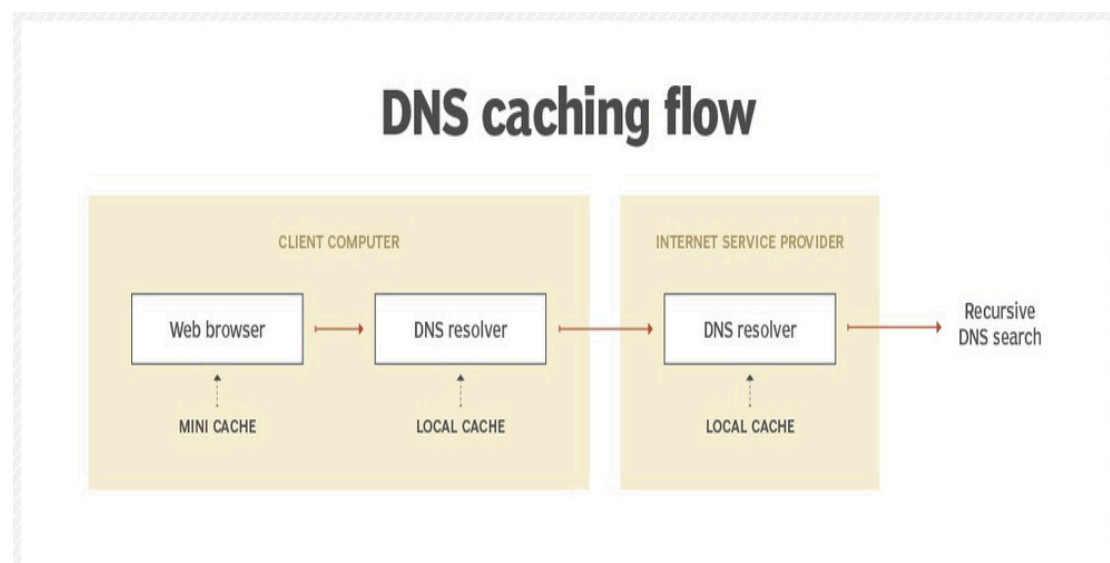 DNS caching flow
CLIENT COMPUTER
INTERNET SERVICE PROVIDER
Web browser
DNS resolver
DNS resolver
Recursive
DNS search
MINI CACHE
LOCAL CACHE
LOCAL CACHE